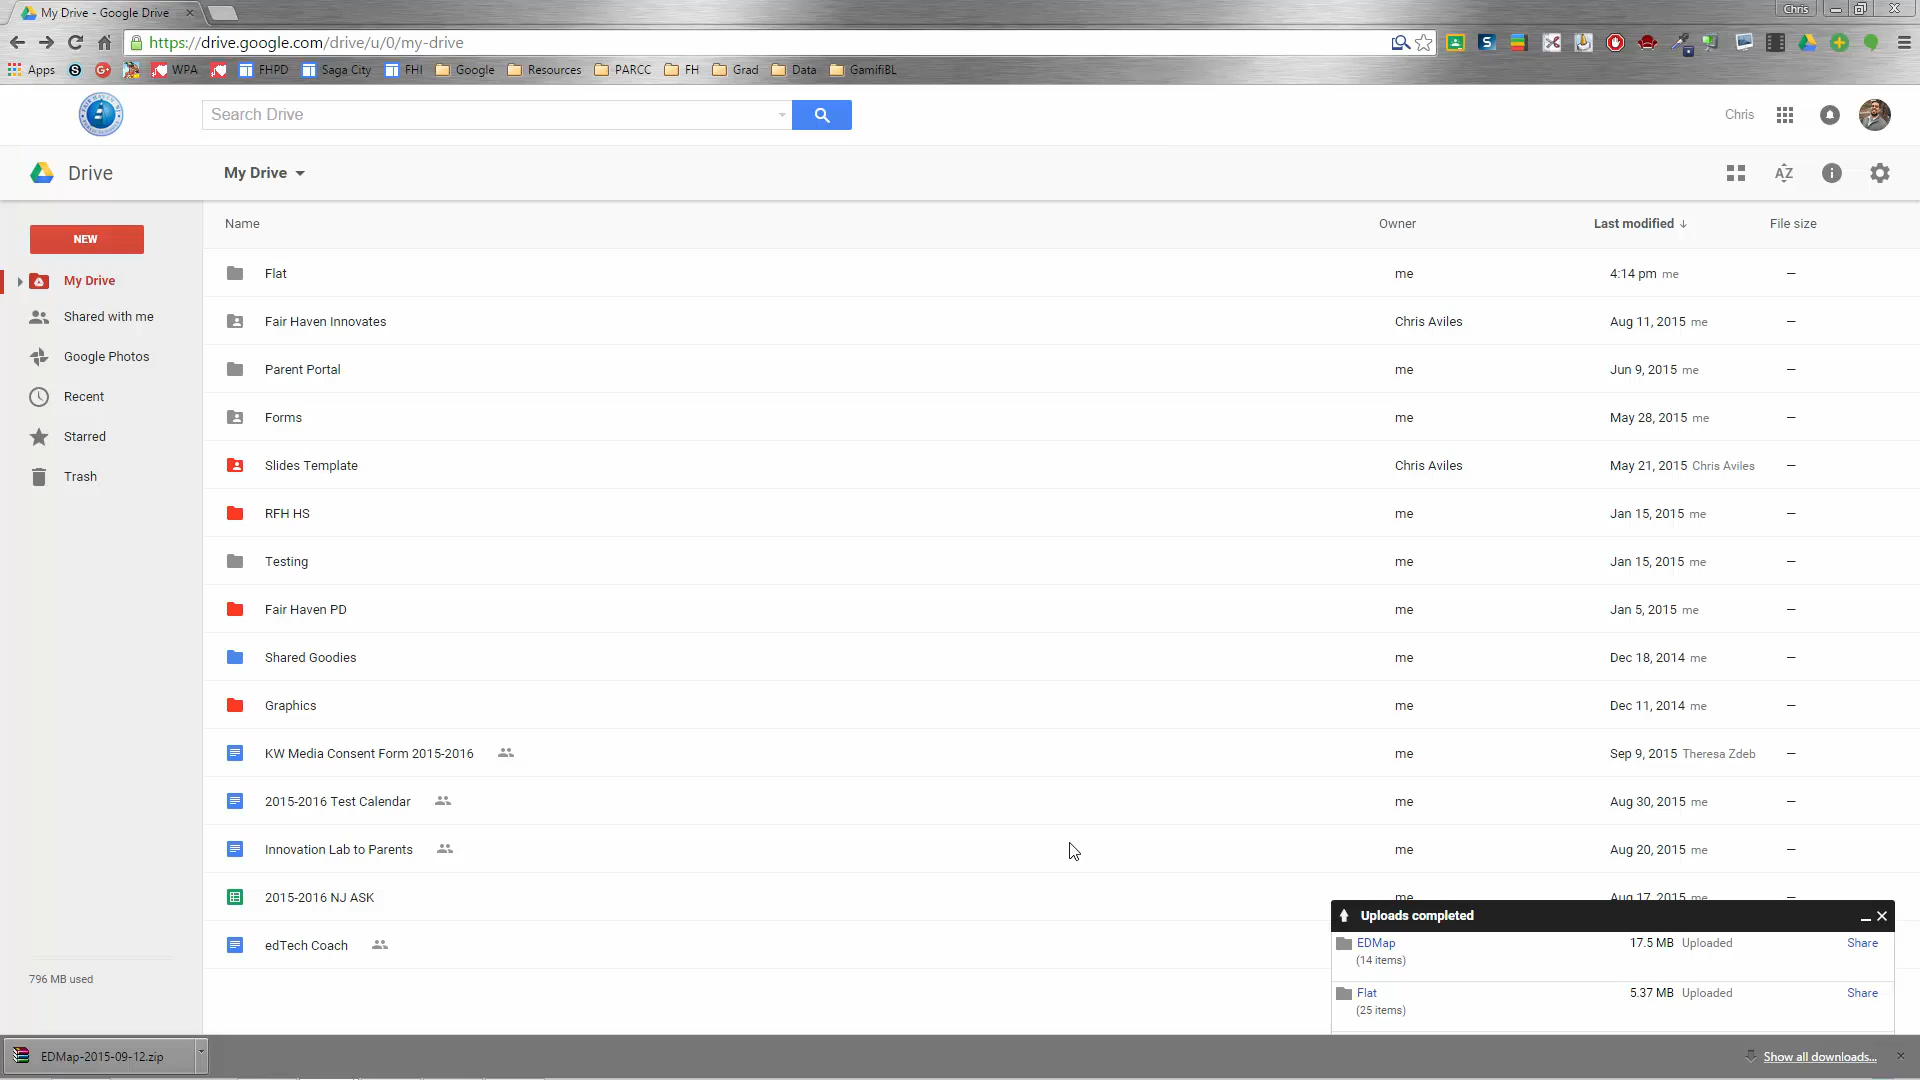 My Drive - Google Drive
Chris
https://drive.google.com/drive/u/0/my-drive
Apps WPA FHPD Saga City FHI Google Resources PARCC FH Grad Data GamifiBL
Search Drive
Chris
Drive
My Drive
AZ
NEW
My Drive
Shared with me
Google Photos
Recent
Starred
Trash
796 MB used
Name Owner Last modified File size
Flat me 4:14 pm me –
Fair Haven Innovates Chris Aviles Aug 11, 2015 me –
Parent Portal me Jun 9, 2015 me –
Forms me May 28, 2015 me –
Slides Template Chris Aviles May 21, 2015 Chris Aviles –
RFH HS me Jan 15, 2015 me –
Testing me Jan 15, 2015 me –
Fair Haven PD me Jan 5, 2015 me –
Shared Goodies me Dec 18, 2014 me –
Graphics me Dec 11, 2014 me –
KW Media Consent Form 2015-2016 me Sep 9, 2015 Theresa Zdeb –
2015-2016 Test Calendar me Aug 30, 2015 me –
Innovation Lab to Parents me Aug 20, 2015 me –
2015-2016 NJ ASK me Aug 17, 2015 me –
edTech Coach
Uploads completed
EDMap 17.5 MB Uploaded Share
(14 items)
Flat 5.37 MB Uploaded Share
(25 items)
EDMap-2015-09-12.zip
Show all downloads...